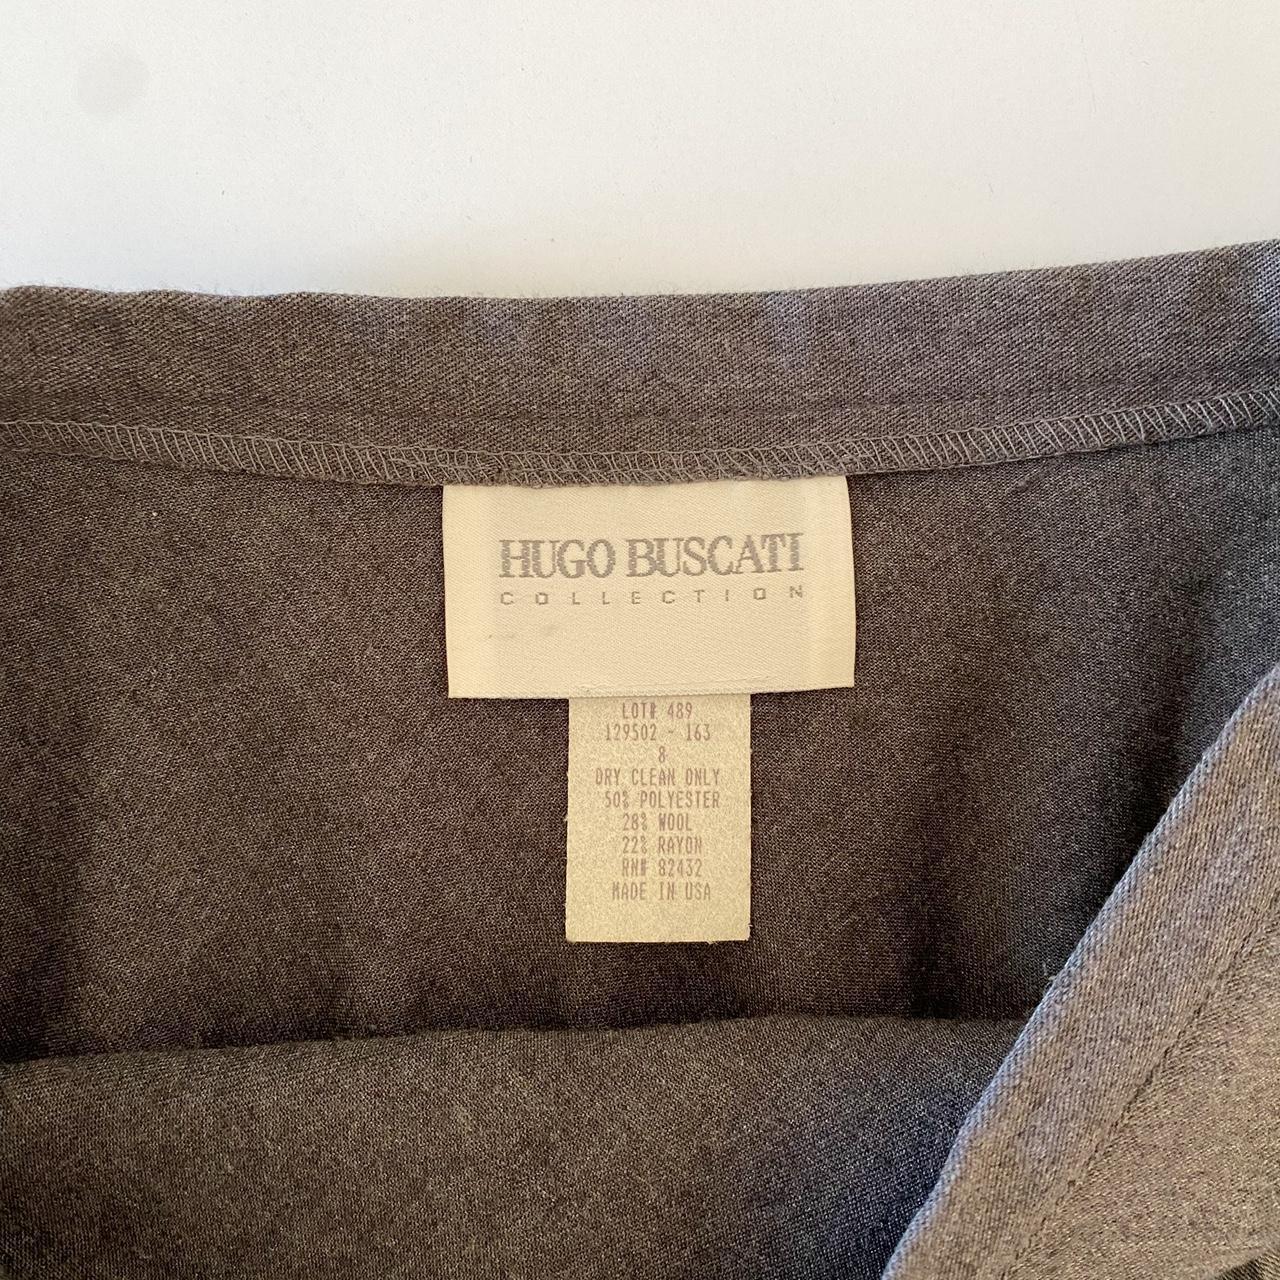 HUGO BUSCATI
COLLECTION
LOT# 489
129502 - 163
8
DRY CLEAN ONLY
50% POLYESTER
28% WOOL
22% RAYON
RN# 82432
MADE IN USA